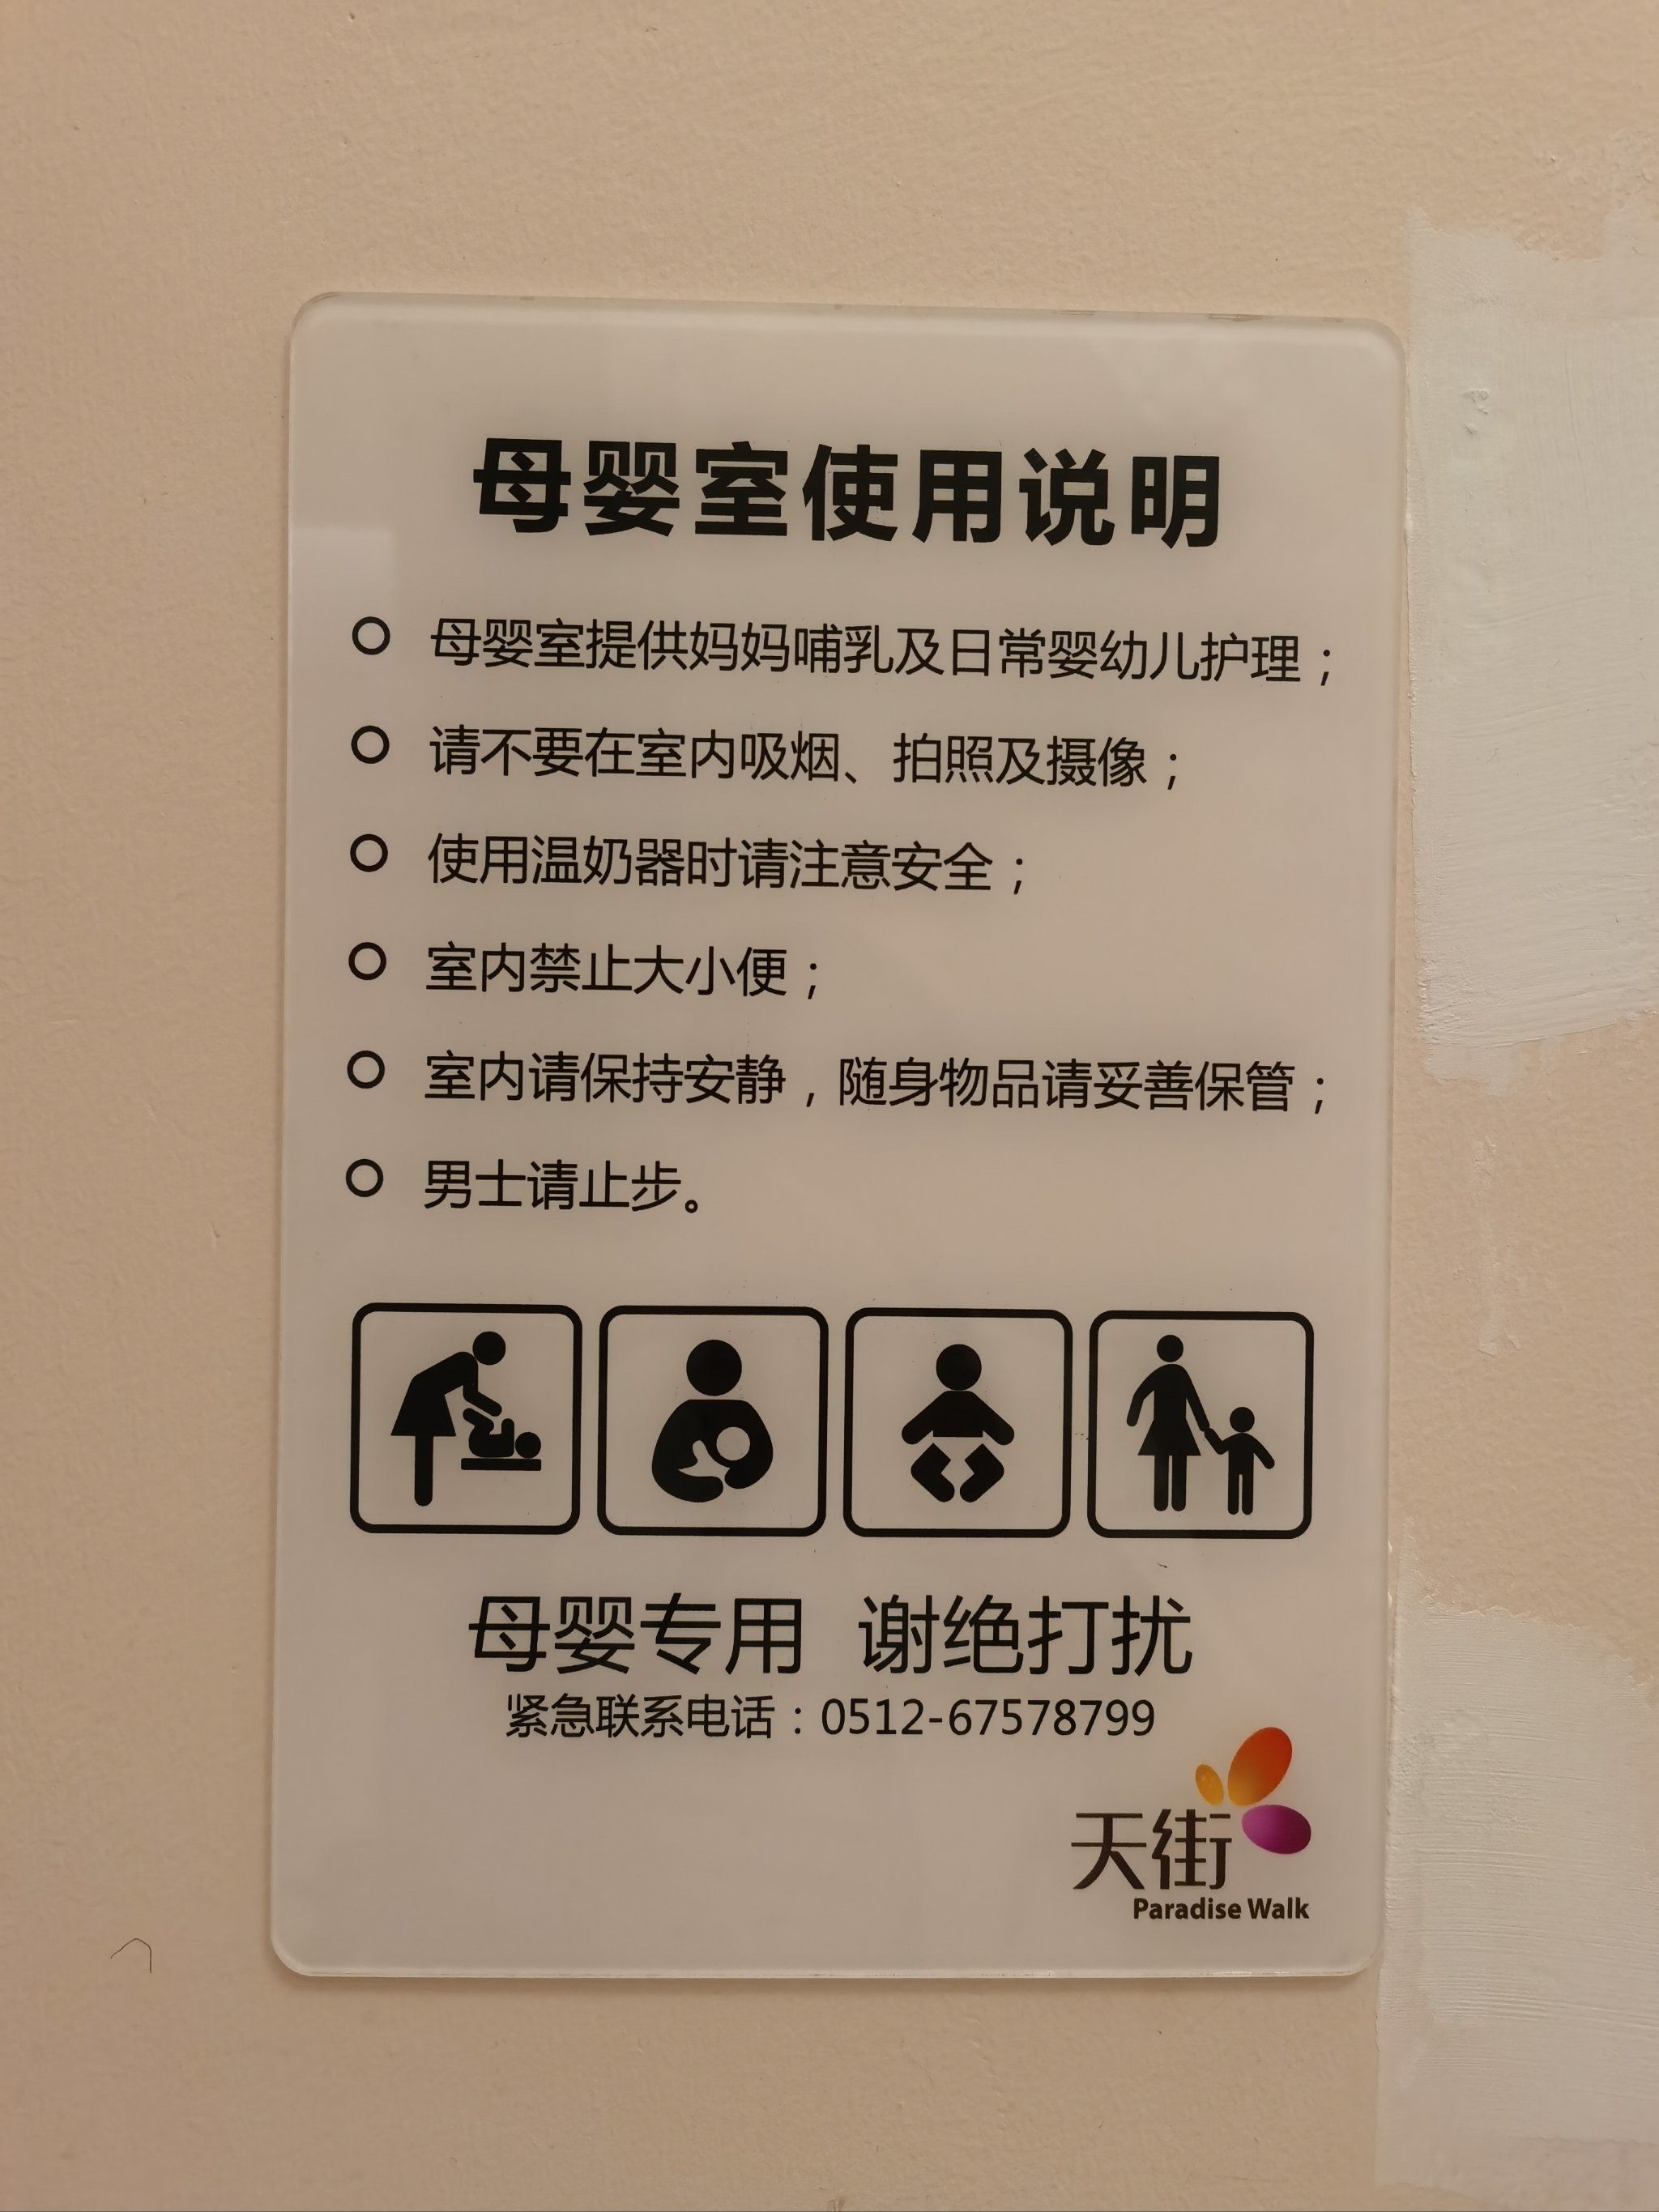 母婴室使用说明
母婴室提供妈妈哺乳及日常婴幼儿护理；
请不要在室内吸烟、拍照及摄像；
使用温奶器时请注意安全；
室内禁止大小便；
室内请保持安静，随身物品请妥善保管；
男士请止步。
母婴专用 谢绝打扰
紧急联系电话：0512-67578799
天街
Paradise Walk